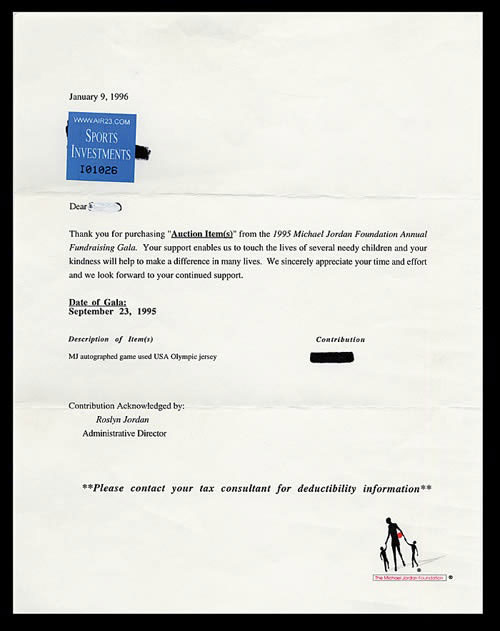 January 9, 1996
WWW.AIR23.COM
SPORTS
INVESTMENTS
I01026
Dear
Thank you for purchasing "Auction Item(s)" from the 1995 Michael Jordan Foundation Annual
Fundraising Gala. Your support enables us to touch the lives of several needy children and your
kindness will help to make a difference in many lives. We sincerely appreciate your time and effort
and we look forward to your continued support.
Date of Gala:
September 23, 1995
Description of Item(s) Contribution
MJ autographed game used USA Olympic jersey
Contribution Acknowledged by:
Roslyn Jordan
Administrative Director
**Please contact your tax consultant for deductibility information**
The Michael Jordan Foundation ®